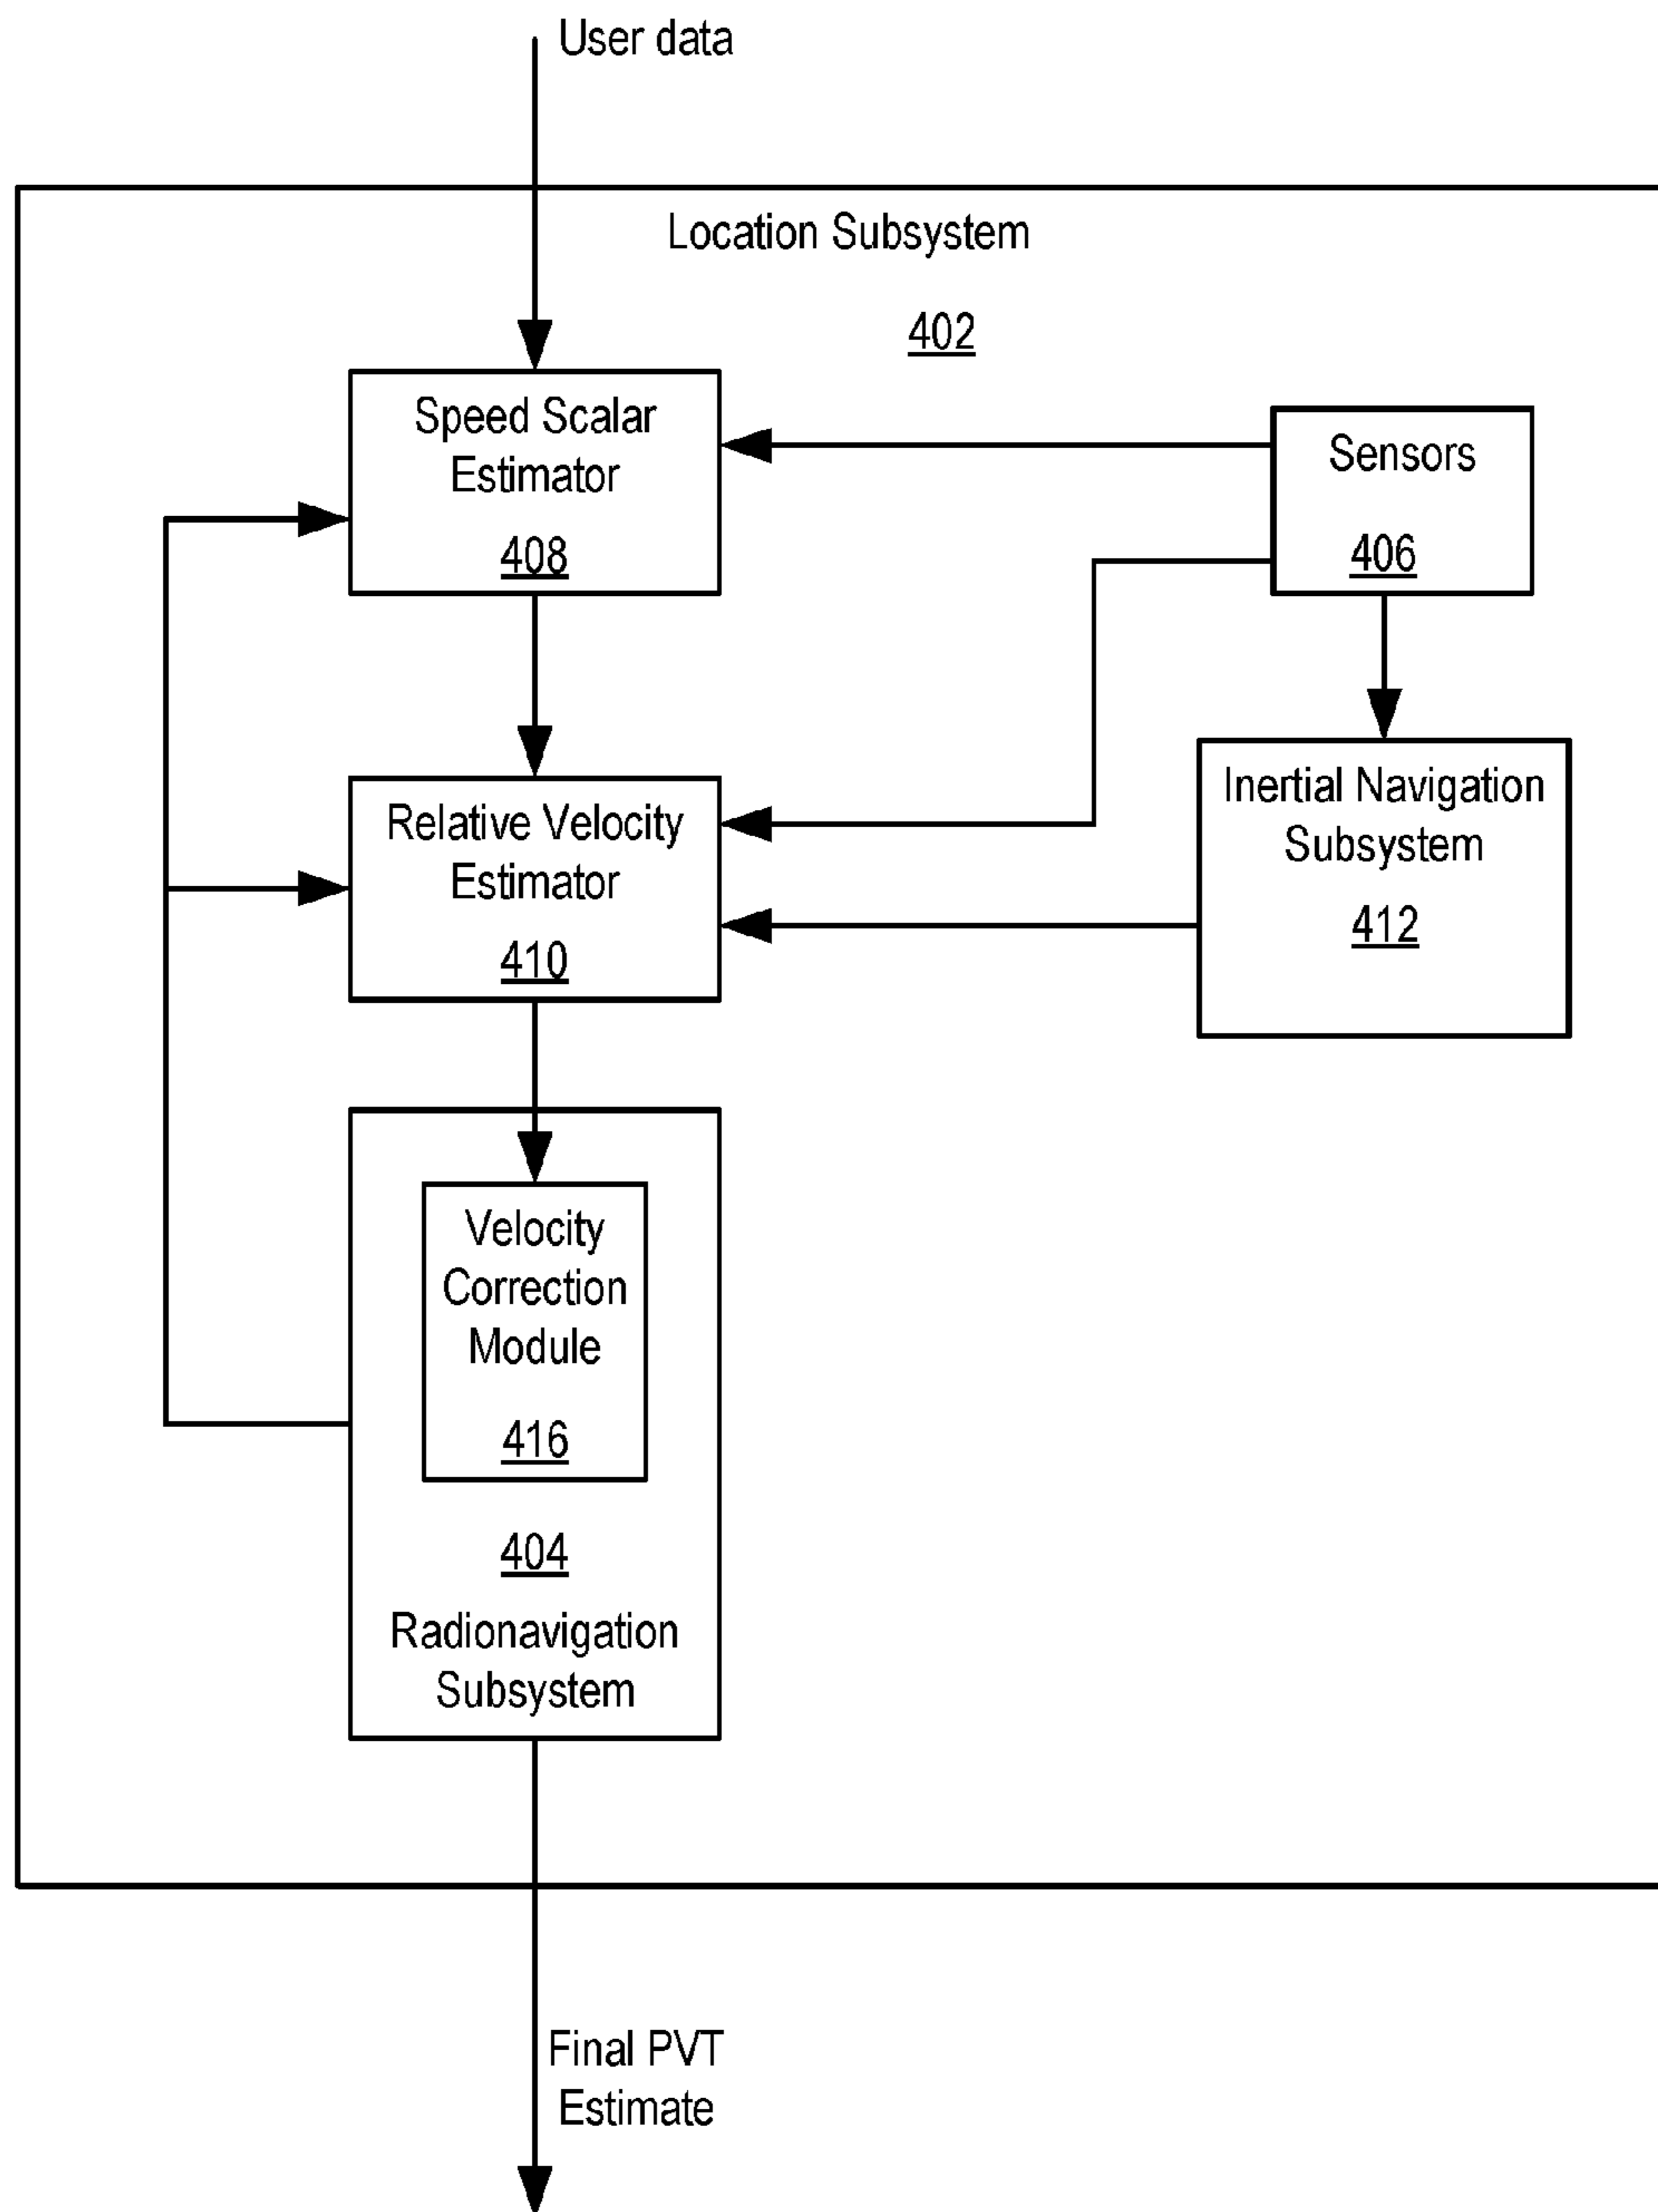 User data
Location Subsystem
402
Speed Scalar
Estimator
408
Sensors
406
Relative Velocity
Estimator
410
Inertial Navigation
Subsystem
412
Velocity
Correction
Module
416
404
Radionavigation
Subsystem
Final PVT
Estimate